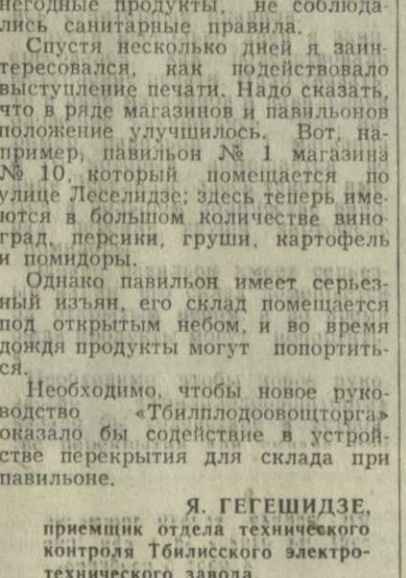 негодные продукты, не соблюда-
лись санитарные правила.
Спустя несколько дней я заин-
тересовался, как подействовало
выступление печати. Надо сказать,
что в ряде магазинов и павильонов
положение улучшилось. Вот, на-
пример, павильон № 1 магазина
№ 10, который помещается по
улице Леселидзе; здесь теперь име-
ются в большом количестве вино-
град, персики, груши, картофель
и помидоры.
Однако павильон имеет серьез-
ный изъян, его склад помещается
под открытым небом, и во время
дождя продукты могут попортить-
ся.
Необходимо, чтобы новое руко-
водство «Тбилплодоовощторга»
оказало бы содействие в устрой-
стве перекрытия для склада при
павильоне.
Я. ГЕГЕШИДЗЕ,
приемщик отдела технического
контроля Тбилисского электро-
технического завода.